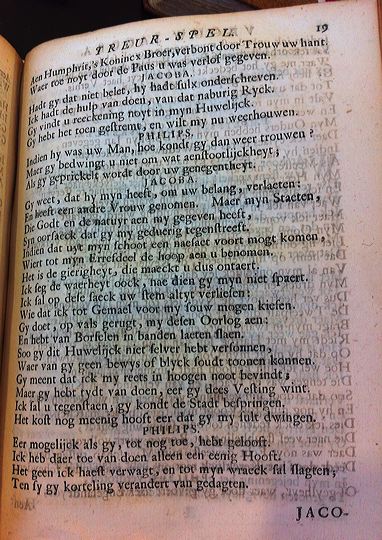 TREUR-SPEL. 19
Aen Humphrit,'s Koninex Broer, verbont door Trouw uw hant,
Waer toe noyt door de Paus u was verlof gegeven.
JACOBA.
Hadt gy dat niet belet, hy hade sulx onderschreven.
Ick hadt de hulp van doen, van dat naburig Ryck.
Gy vindt u reeckening noyt in myn Huwelijck.
Gy hebt het toen gestremt, en wilt my nu weerhouwen.
PHILIPS.
Indien hy was uw Man, hoe kondt gy dan weer trouwen?
Maer gy bedwingt u niet om wat aenstootlijckheyt;
Als gy geprickelt wordt door uw genegentheyt.
JACOBA.
Gy weet, dat hy myn heeft, om uw belang, verlaeten:
En heeft een andre Vrouw genomen. Maer myn Staeten,
Die Godt en de natuyr aen my gegeven heeft,
Syn oorsaeck dat gy my geduerig tegenstreeft.
Indien dat uyt myn schoot een naesaet voort mogt komen,
Wiert tot myn Erffesdeel de hoop aen u benomen.
Het is de gierigheyt, die maeckt u dus ontaert.
Ick seg de waerheyt oock, nae dien gy myn niet spaert.
Ick sal op dese saeck uw stem altyt verliesen:
Wie dat ick tot Gemael voor my souw mogen kiesen.
Gy doet, op vals gerugt, my desen Oorlog aen:
En hebt van Borselen in banden laeten slaen.
Soo gy dit Huwelijck niet selver hebt versonnen,
Waer van gy geen bewys of blyck soudt toonen konnen.
Gy meent dat ick my reets in hoogen noot bevindt;
Maer gy hebt tydt van doen, eer gy dees Vesting wint.
Ick sal u tegenstaen, gy kondt de Stadt bespringen.
Het kost nog meenig hooft eer dat gy my sult dwingen.
PHILIPS.
Eer mogelijck als gy, tot nog toe, hebt gelooft.
Ick heb daer toe van doen alleen een eenig Hooft.
Het geen ick haest verwagt, en tot myn wraeck sal slagten;
Ten sy gy korteling verandert van gedagten.
JACO-